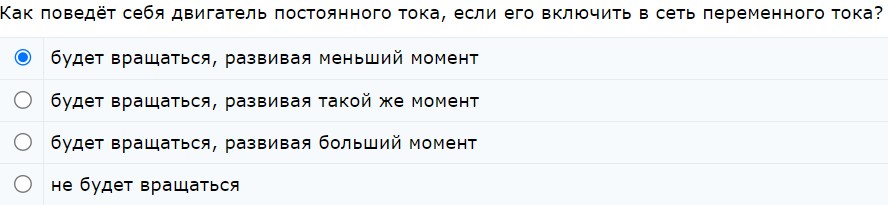 Как поведёт себя двигатель постоянного тока, если его включить в сеть переменного тока?
будет вращаться, развивая меньший момент
будет вращаться, развивая такой же момент
будет вращаться, развивая больший момент
не будет вращаться